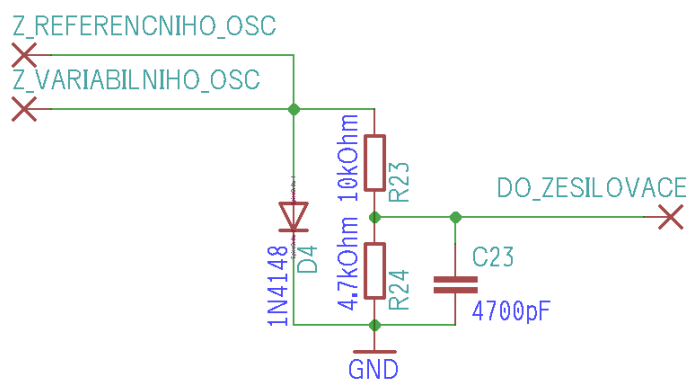 Z_REFERENCNIHO_OSC
Z_VARIABILNIHO_OSC
10kOhm
R23
DO_ZESILOVACE
1N4148
D4
4.7kOhm
R24
C23
4700pF
GND